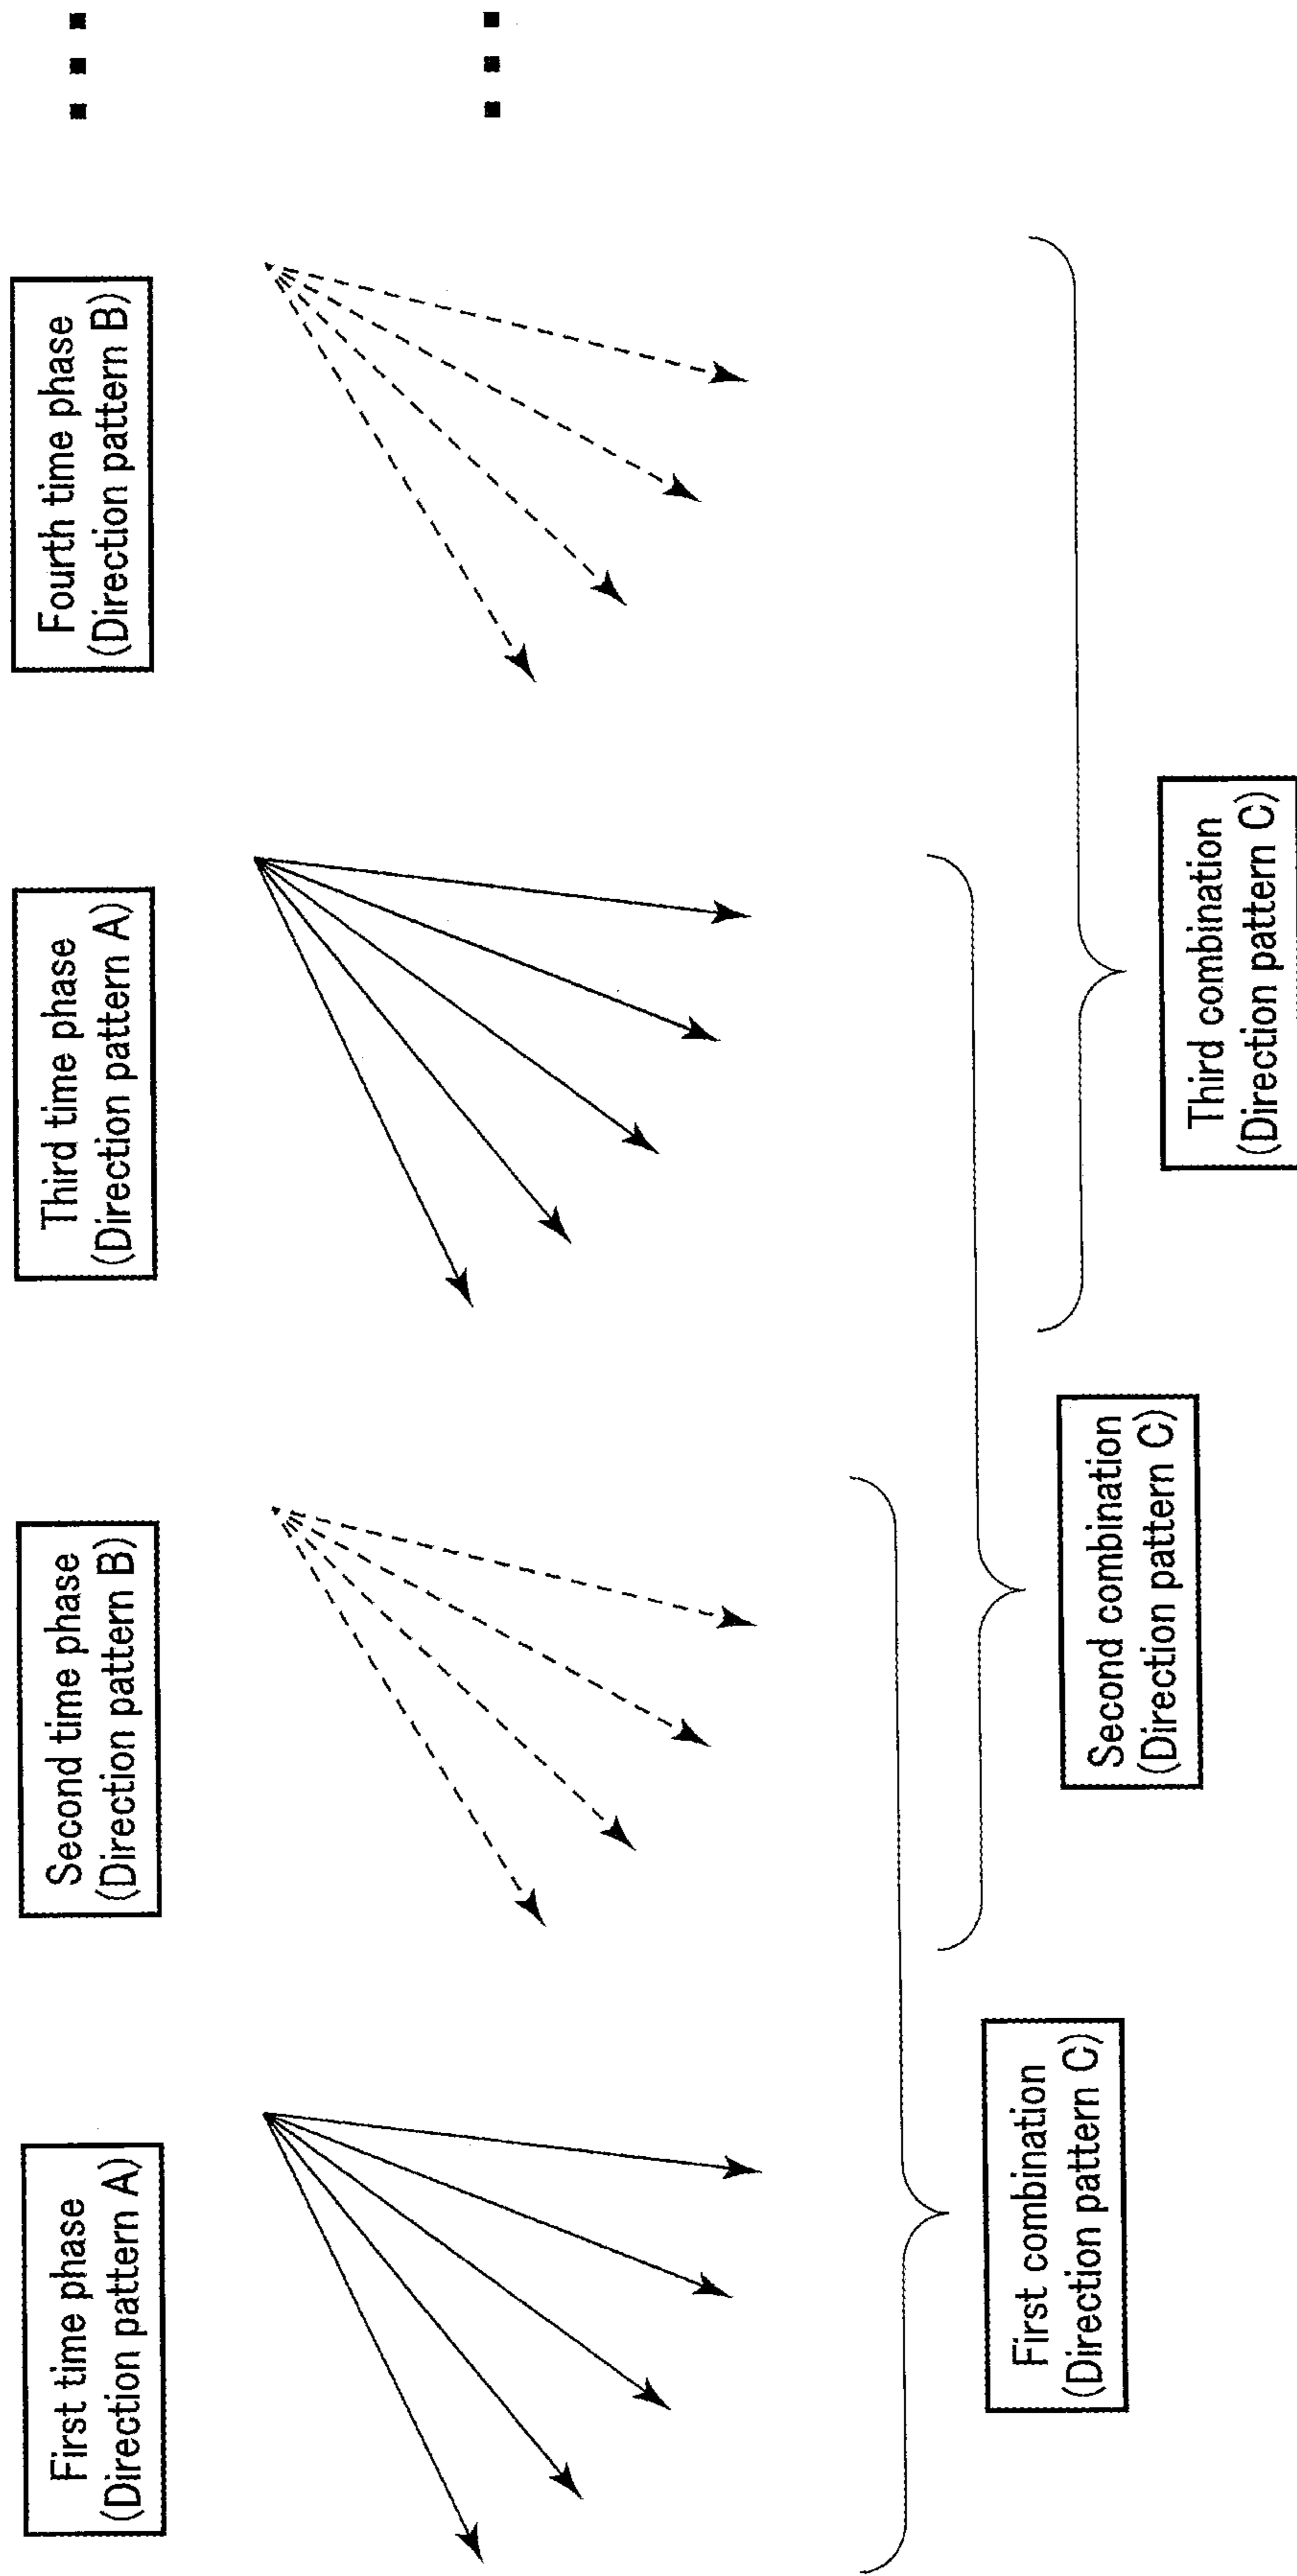 First time phase
(Direction pattern A)
Second time phase
(Direction pattern B)
Third time phase
(Direction pattern A)
Fourth time phase
(Direction pattern B)
First combination
(Direction pattern C)
Second combination
(Direction pattern C)
Third combination
(Direction pattern C)